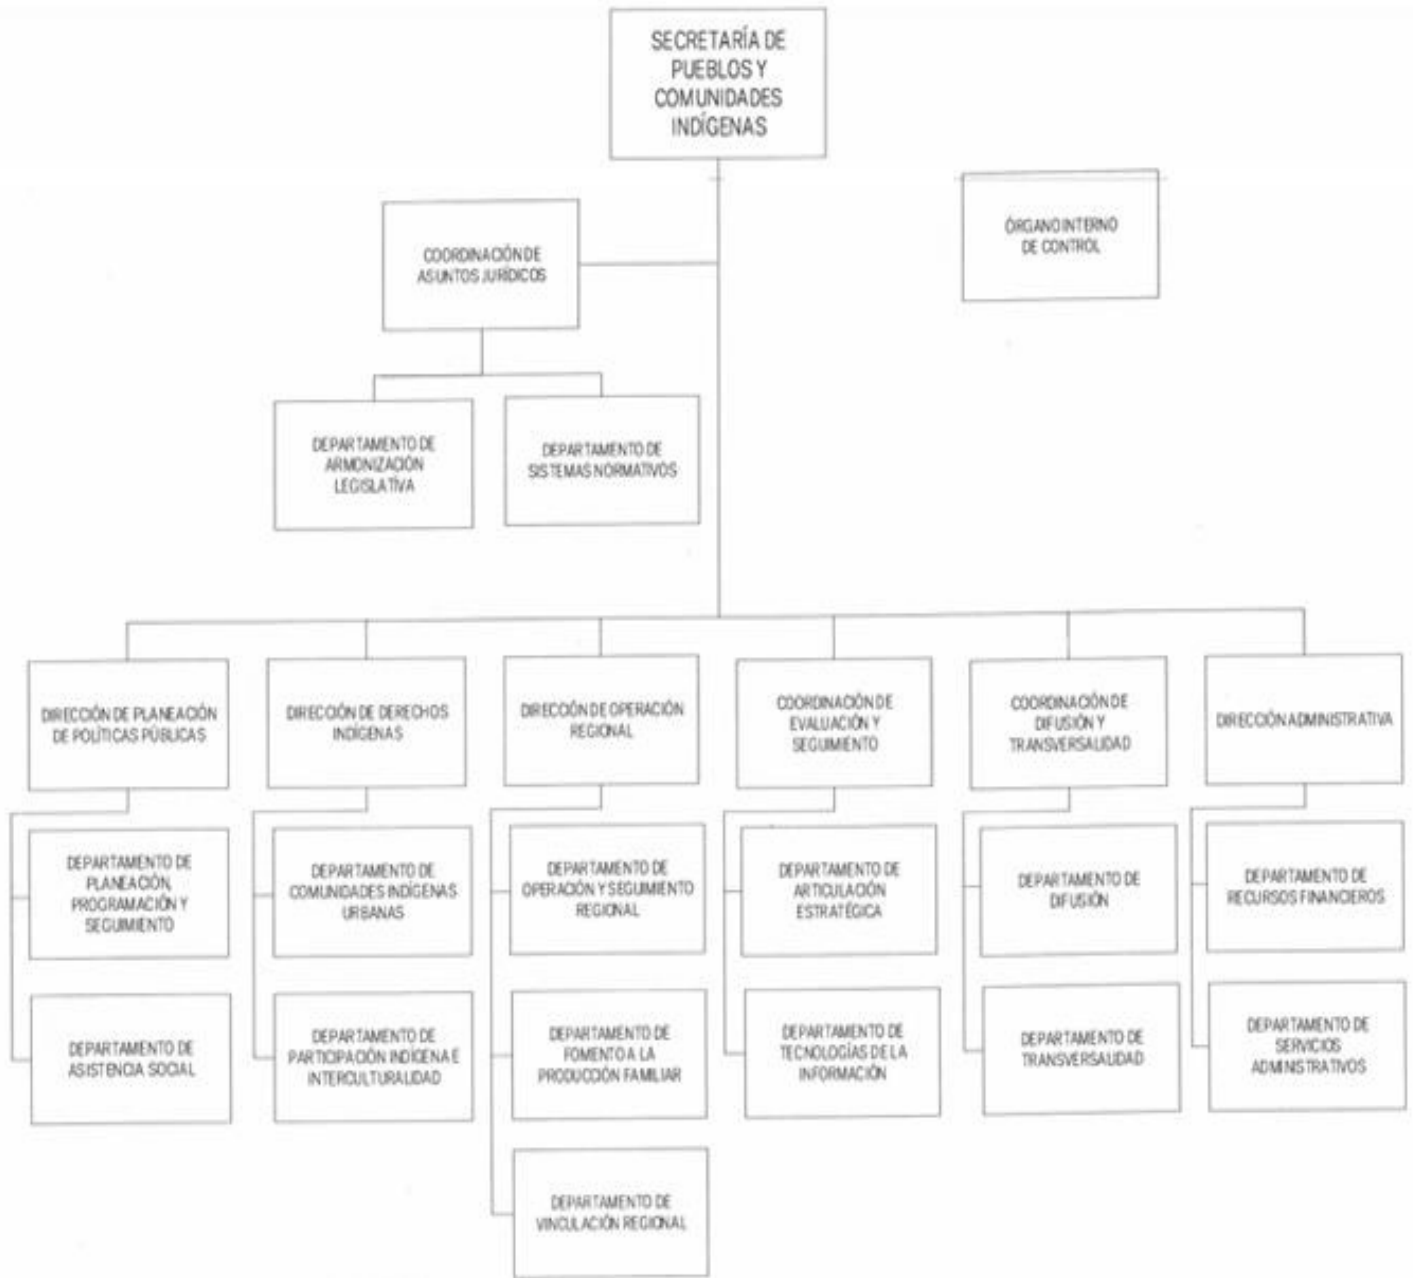 SECRETARÍA DE
PUEBLOS Y
COMUNIDADES
INDÍGENAS
ÓRGANO INTERNO
DE CONTROL
COORDINACIÓN DE
ASUNTOS JURÍDICOS
DEPARTAMENTO DE
ARMONIZACIÓN
LEGISLATÍVA
DEPARTAMENTO DE
SISTEMAS NORMATIVOS
DIRECCIÓN DE PLANEACIÓN
DE POLÍTICAS PÚBLICAS
DIRECCIÓN DE DERECHOS
INDÍGENAS
DIRECCIÓN DE OPERACIÓN
REGIONAL
COORDINACIÓN DE
EVALUACIÓN Y
SEGUIMIENTO
COORDINACIÓN DE
DIFUSIÓN Y
TRANSVERSALIDAD
DIRECCIÓN ADMINISTRATIVA
DEPARTAMENTO DE
PLANEACIÓN,
PROGRAMACIÓN Y
SEGUIMIENTO
DEPARTAMENTO DE
COMUNIDADES INDÍGENAS
URBANAS
DEPARTAMENTO DE
OPERACIÓN Y SEGUIMIENTO
REGIONAL
DEPARTAMENTO DE
ARTICULACIÓN
ESTRATÉGICA
DEPARTAMENTO DE
DIFUSIÓN
DEPARTAMENTO DE
RECURSOS FINANCIEROS
DEPARTAMENTO DE
ASISTENCIA SOCIAL
DEPARTAMENTO DE
PARTICIPACIÓN INDÍGENA E
INTERCULTURALIDAD
DEPARTAMENTO DE
FOMENTO A LA
PRODUCCIÓN FAMILIAR
DEPARTAMENTO DE
TECNOLOGÍAS DE LA
INFORMACIÓN
DEPARTAMENTO DE
TRANSVERSALIDAD
DEPARTAMENTO DE
SERVICIOS
ADMINISTRATIVOS
DEPARTAMENTO DE
VINCULACIÓN REGIONAL